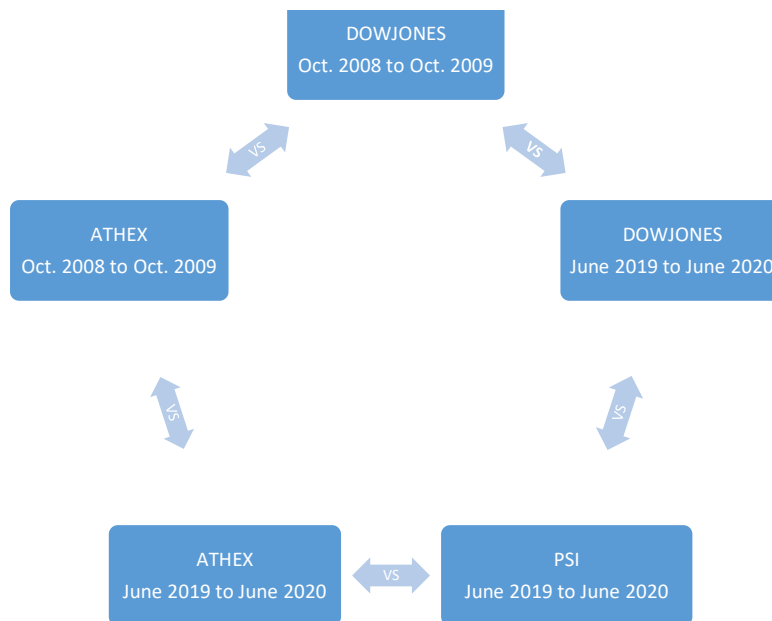 DOWJONES
Oct. 2008 to Oct. 2009
VS
VS
ATHEX
Oct. 2008 to Oct. 2009
DOWJONES
June 2019 to June 2020
VS
VS
ATHEX
June 2019 to June 2020
VS
PSI
June 2019 to June 2020